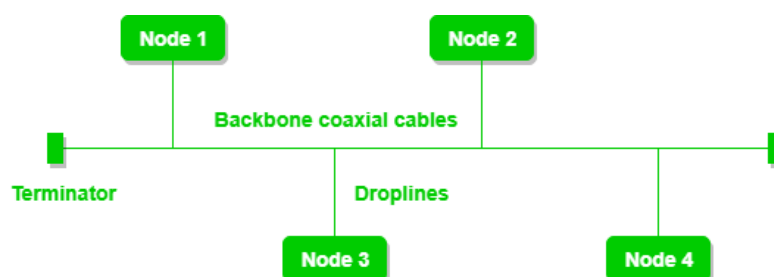 Node 1
Node 2
Backbone coaxial cables
Terminator
Droplines
Node 3
Node 4